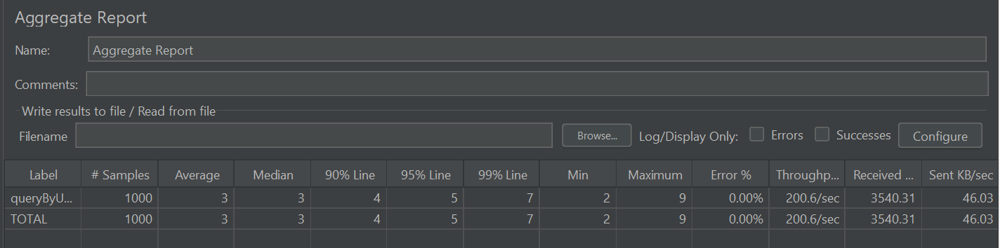 Aggregate Report
Name: Aggregate Report
Comments:
Write results to file / Read from file
Filename Browse... Log/Display Only: Errors Successes Configure
Label # Samples Average Median 90% Line 95% Line 99% Line Min Maximum Error % Throughp... Received ... Sent KB/sec
queryByU... 1000 3 3 4 5 7 2 9 0.00% 200.6/sec 3540.31 46.03
TOTAL 1000 3 3 4 5 7 2 9 0.00% 200.6/sec 3540.31 46.03